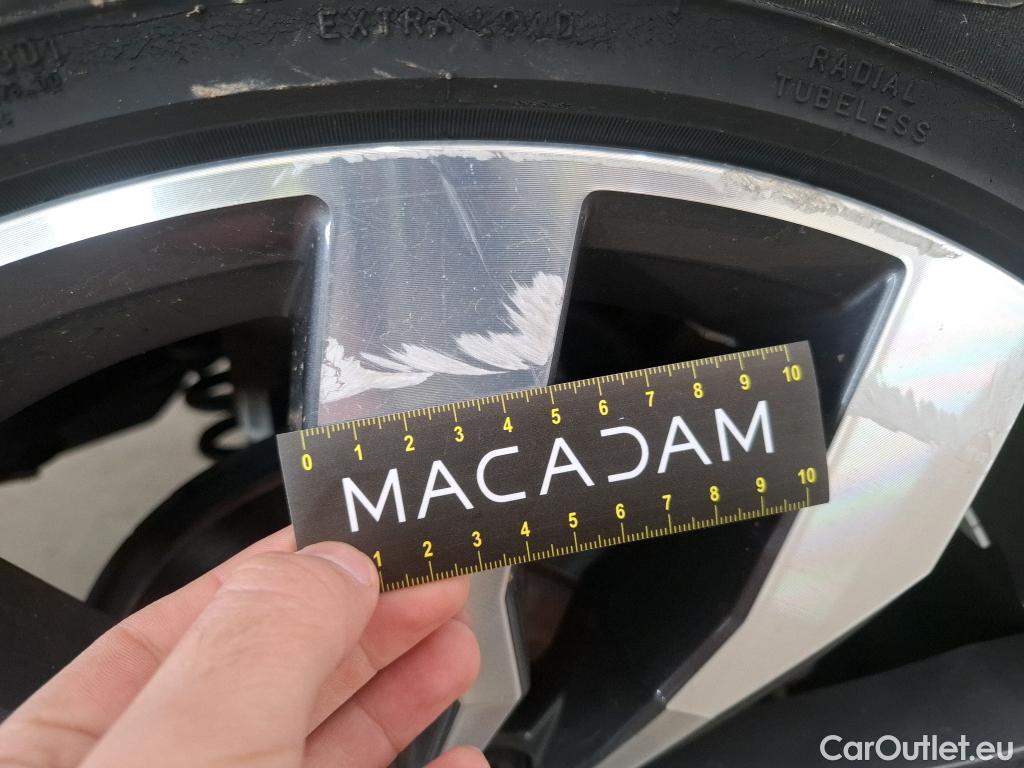 EXTRA LOAD
RADIAL
TUBELESS
0 1 2 3 4 5 6 7 8 9 10
MACADAM
1 2 3 4 5 6 7 8 9 10
CarOutlet.eu